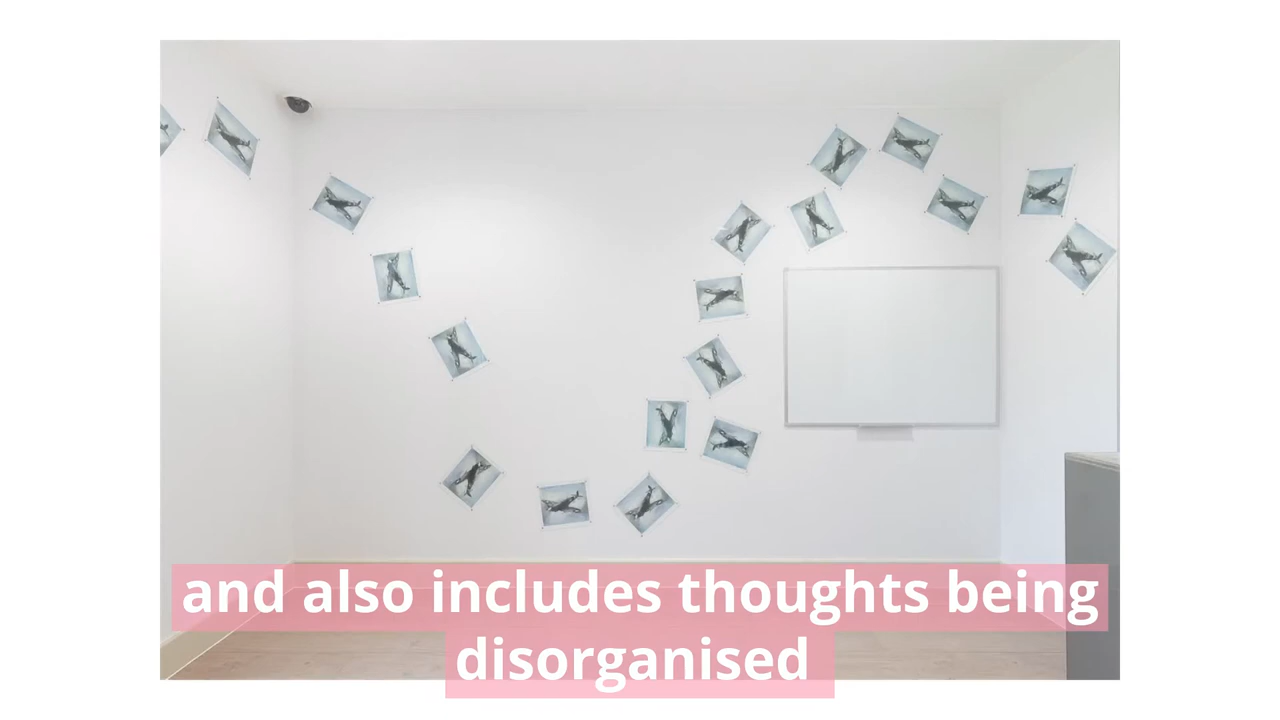 and also includes thoughts being
disorganised